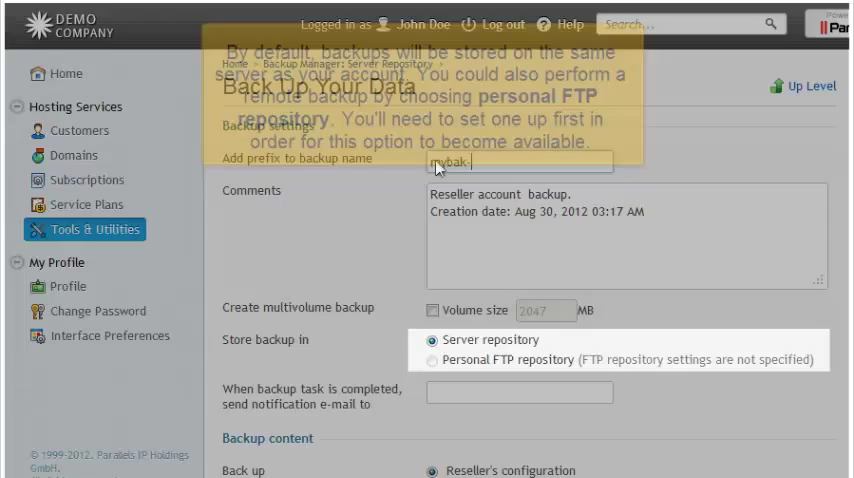 DEMO
COMPANY
Logged in as John Doe Log out Help Search...
Powe
Par
By default, backups will be stored on the same
server as your account. You could also perform a
remote backup by choosing personal FTP
repository. You'll need to set one up first in
order for this option to become available.
Home > Backup Manager: Server Repository >
Back Up Your Data
Up Level
Home
Hosting Services
Customers
Domains
Subscriptions
Service Plans
Tools & Utilities
My Profile
Profile
Change Password
Interface Preferences
© 1999-2012. Parallels IP Holdings
GmbH.
Backup settings
Add prefix to backup name mybak-
Comments Reseller account backup.
Creation date: Aug 30, 2012 03:17 AM
Create multivolume backup Volume size 2047 MB
Store backup in Server repository
Personal FTP repository (FTP repository settings are not specified)
When backup task is completed,
send notification e-mail to
Backup content
Back up Reseller's configuration